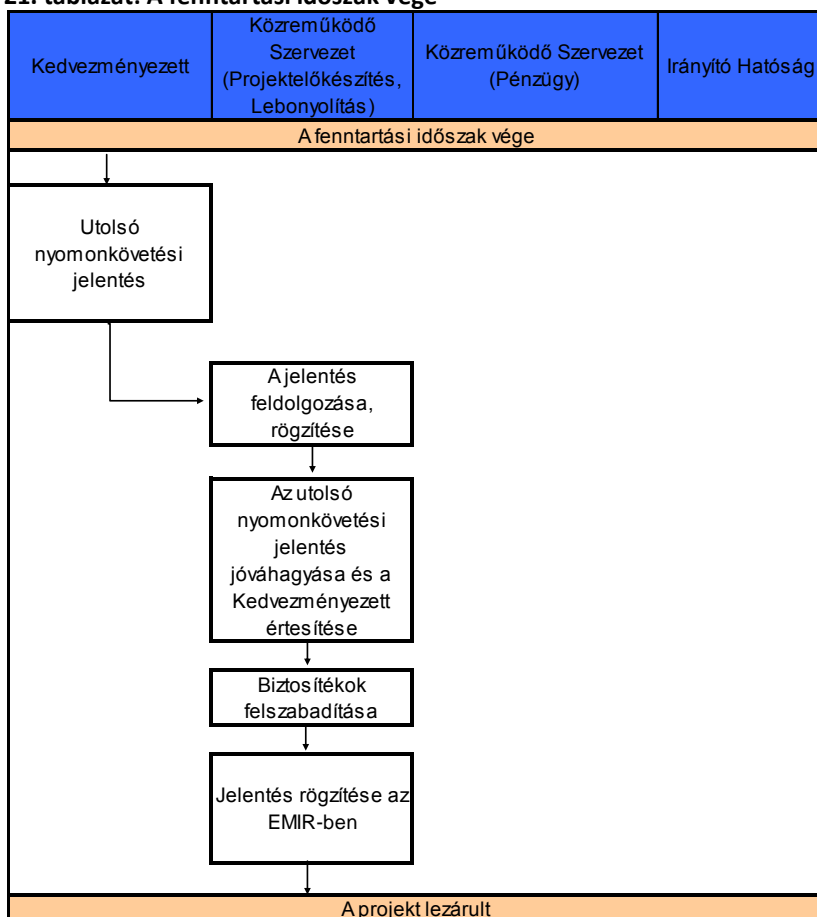 21. táblázat: A fenntartási időszak vége
Kedvezményezett
Közreműködő
Szervezet
(Projektelőkészítés,
Lebonyolítás)
Közreműködő Szervezet
(Pénzügy)
Irányító Hatóság
A fenntartási időszak vége
Utolsó
nyomonkövetési
jelentés
A jelentés
feldolgozása,
rögzítése
Az utolsó
nyomonkövetési
jelentés
jóváhagyása és a
Kedvezményezett
értesítése
Biztosítékok
felszabadítása
Jelentés rögzítése az
EMIR-ben
A projekt lezárult